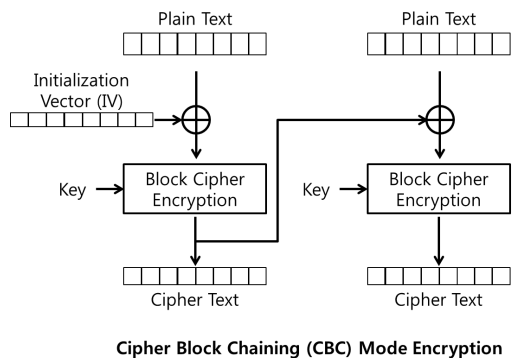 Plain Text
Plain Text
Initialization
Vector (IV)
Key
Block Cipher
Encryption
Key
Block Cipher
Encryption
Cipher Text
Cipher Text
Cipher Block Chaining (CBC) Mode Encryption